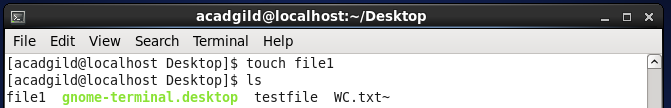 acadgild@localhost:~/Desktop
File Edit View Search Terminal Help
[acadgild@localhost Desktop]$ touch file1
[acadgild@localhost Desktop]$ ls
file1  gnome-terminal.desktop  testfile  WC.txt~